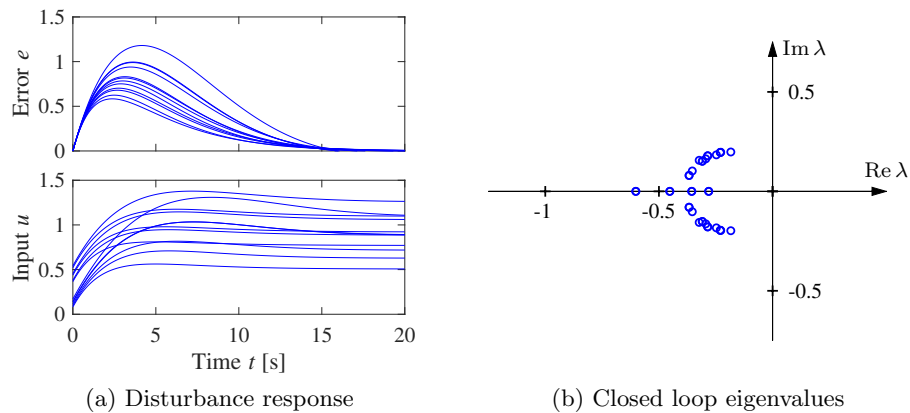 1.5
1
0.5
0
Error e
1.5
1
0.5
0
Input u
0 5 10 15 20
Time t [s]
(a) Disturbance response
Im λ
0.5
Re λ
-1 -0.5
-0.5
(b) Closed loop eigenvalues